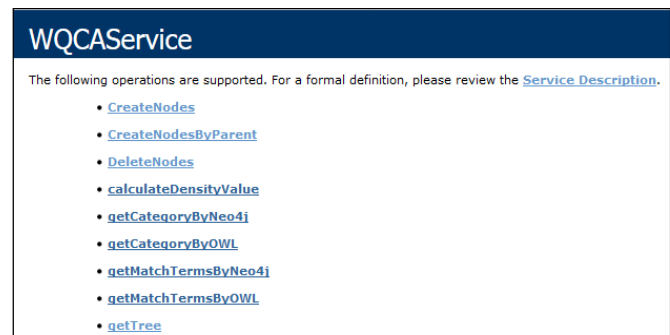 WQCAService
The following operations are supported. For a formal definition, please review the Service Description.
• CreateNodes
• CreateNodesByParent
• DeleteNodes
• calculateDensityValue
• getCategoryByNeo4j
• getCategoryByOWL
• getMatchTermsByNeo4j
• getMatchTermsByOWL
• getTree